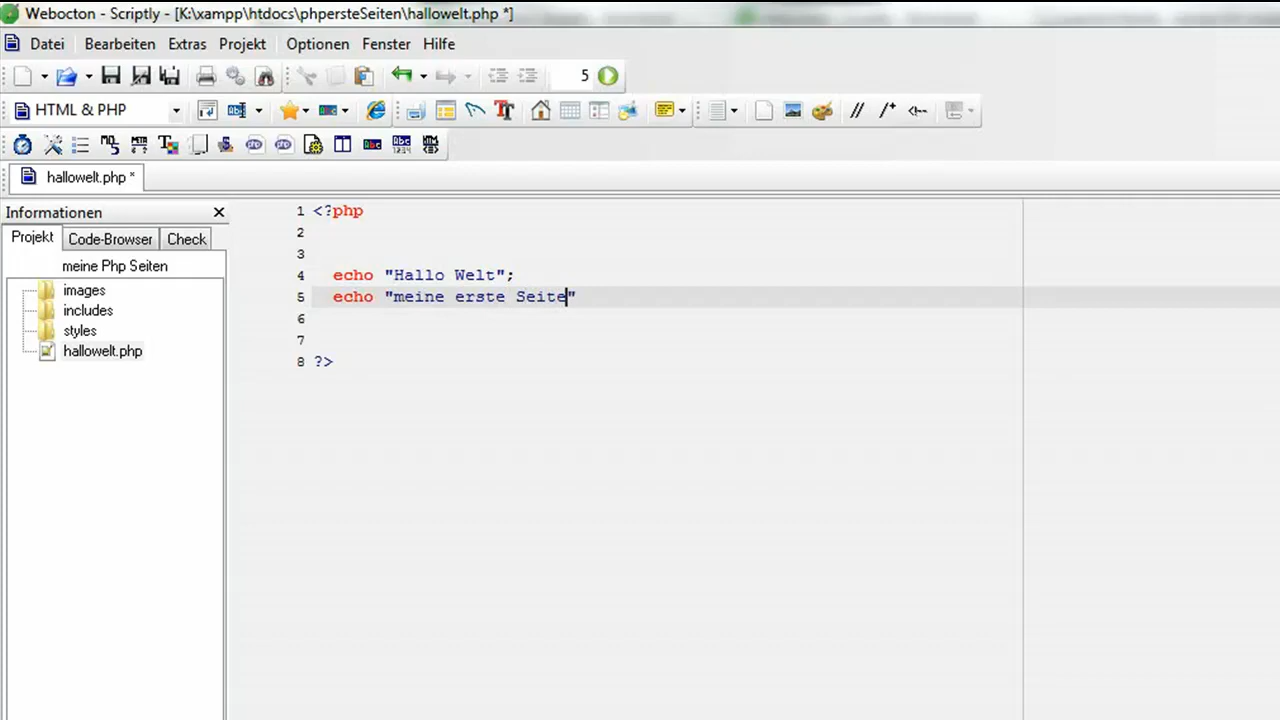 Webocton - Scriptly - [K:\xampp\htdocs\phpersteSeiten\hallowelt.php *]
Datei Bearbeiten Extras Projekt Optionen Fenster Hilfe
5
HTML & PHP
hallowelt.php *
Informationen
Projekt Code-Browser Check
meine Php Seiten
images
includes
styles
hallowelt.php
1 <?php
2
3
4 echo "Hallo Welt";
5 echo "meine erste Seite"
6
7
8 ?>